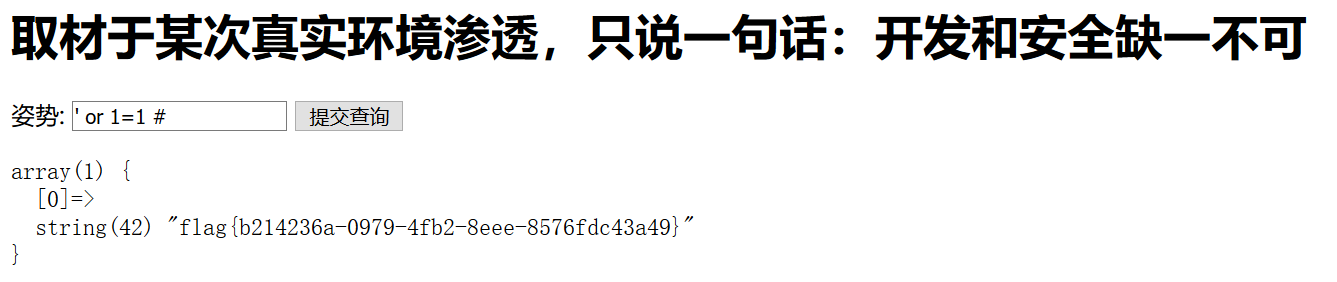 取材于某次真实环境渗透，只说一句话：开发和安全缺一不可
姿势: ' or 1=1 # 提交查询
array(1) {
  [0]=>
  string(42) "flag{b214236a-0979-4fb2-8eee-8576fdc43a49}"
}